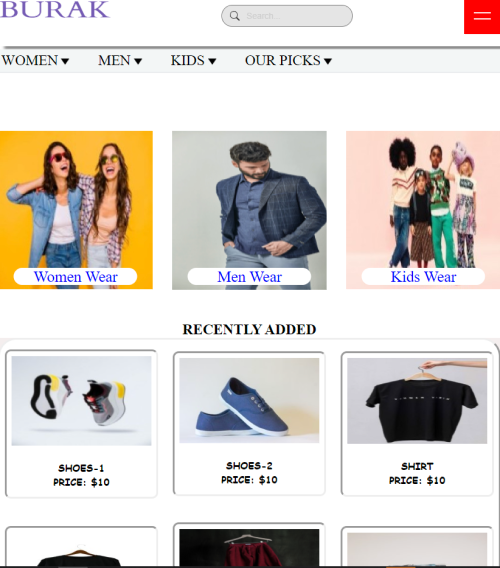 BURAK
Search...
WOMEN▼ MEN▼ KIDS▼ OUR PICKS▼
Women Wear
Men Wear
Kids Wear
RECENTLY ADDED
SHOES-1
PRICE: $10
SHOES-2
PRICE: $10
SHIRT
PRICE: $10